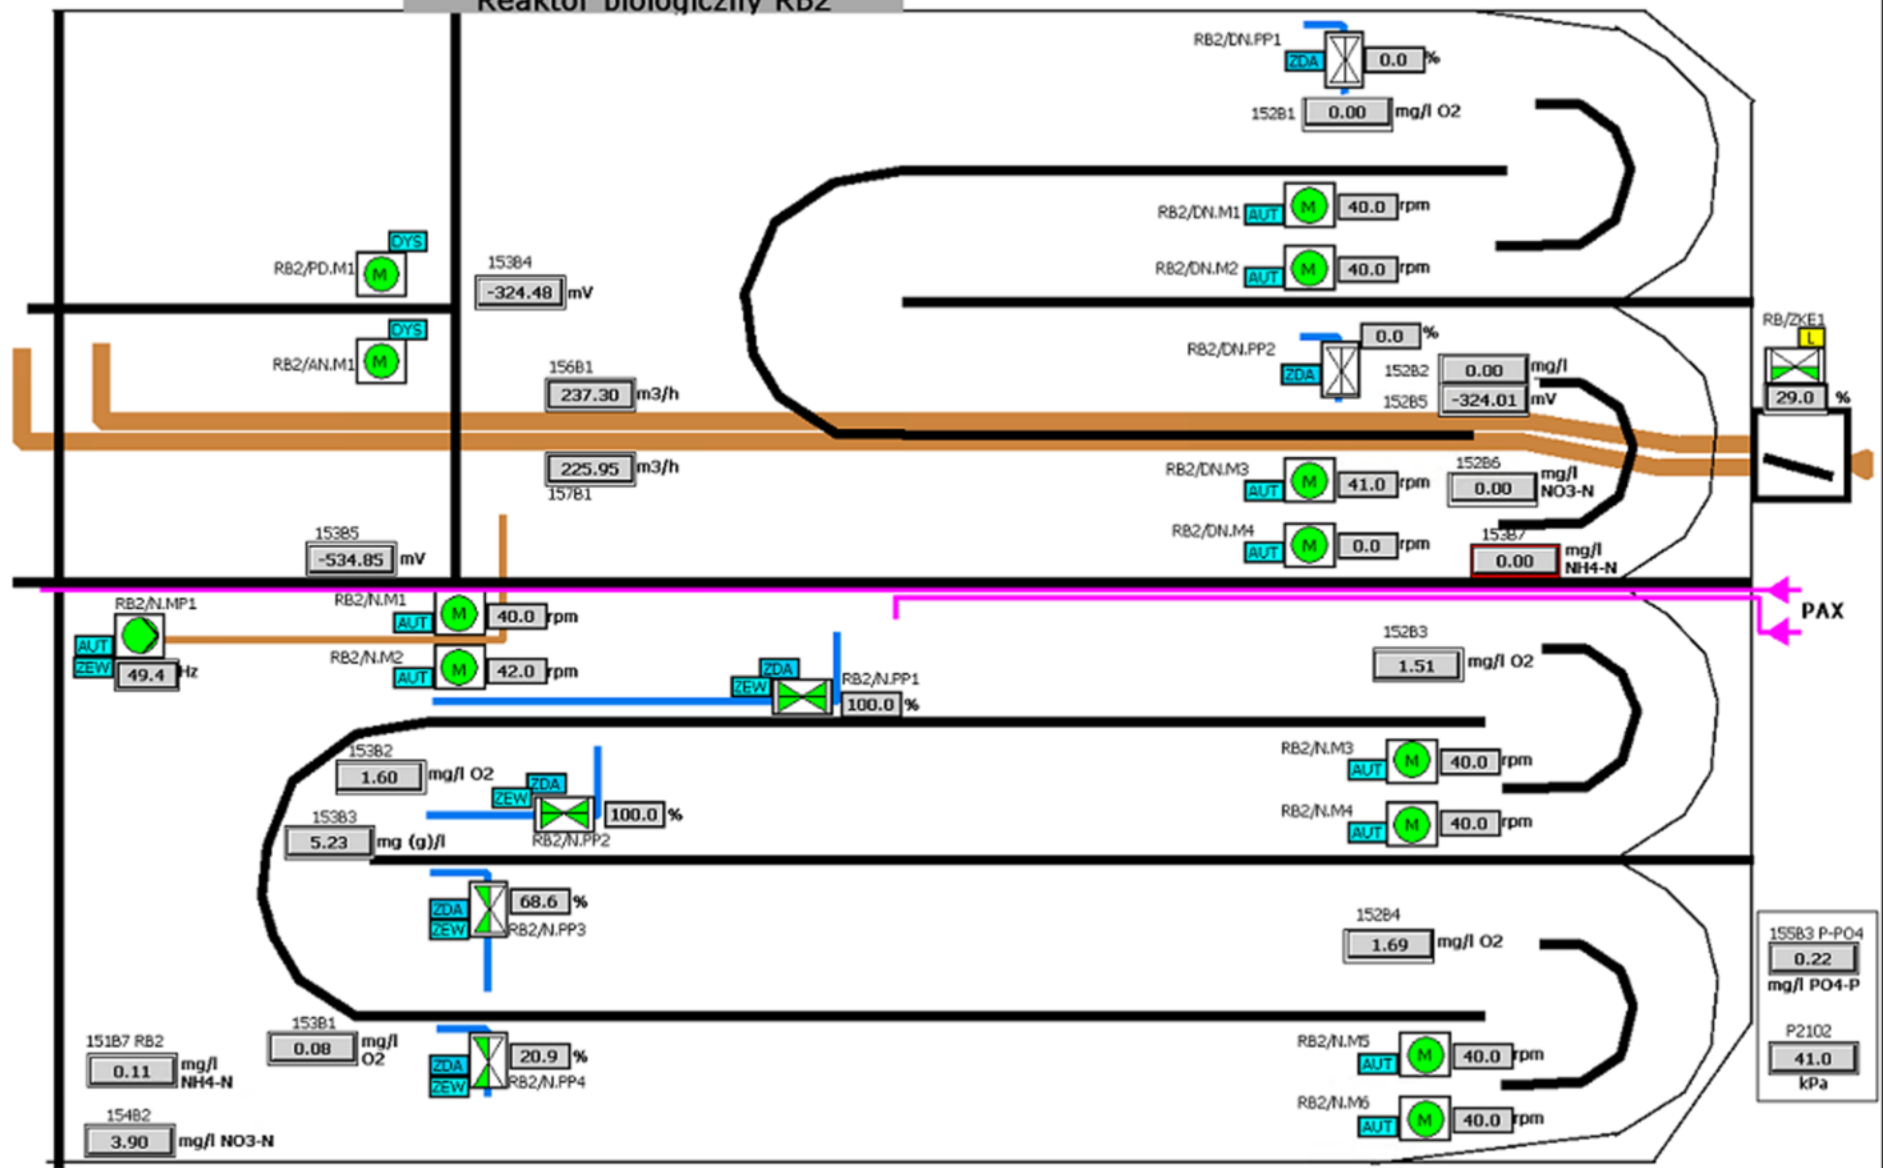 Reaktor biologiczny RB2
RB2/DN.PP1
ZDA
0.0 %
152B1 0.00 mg/l O2
RB2/DN.M1 AUT M 40.0 rpm
RB2/DN.M2 AUT M 40.0 rpm
DYS
RB2/PD.M1 M
153B4
-324.48 mV
DYS
RB2/AN.M1 M
RB2/DN.PP2
ZDA
0.0 %
152B2 0.00 mg/l
152B5 -324.01 mV
RB/ZKE1
L
29.0 %
156B1
237.30 m3/h
225.95 m3/h
157B1
RB2/DN.M3 AUT M 41.0 rpm
152B6
0.00 mg/l
NO3-N
RB2/DN.M4 AUT M 0.0 rpm
153B7
0.00 mg/l
NH4-N
153B5
-534.85 mV
PAX
RB2/N.MP1
AUT
ZEW
49.4 Hz
RB2/N.M1 AUT M 40.0 rpm
RB2/N.M2 AUT M 42.0 rpm
ZDA
ZEW
RB2/N.PP1
100.0 %
152B3
1.51 mg/l O2
153B2
1.60 mg/l O2
ZDA
ZEW
100.0 %
RB2/N.PP2
RB2/N.M3 AUT M 40.0 rpm
RB2/N.M4 AUT M 40.0 rpm
153B3
5.23 mg (g)/l
ZDA
ZEW
68.6 %
RB2/N.PP3
152B4
1.69 mg/l O2
155B3 P-PO4
0.22
mg/l PO4-P
P2102
41.0
kPa
153B1
0.08 mg/l
O2
ZDA
ZEW
20.9 %
RB2/N.PP4
151B7 RB2
0.11 mg/l
NH4-N
154B2
3.90 mg/l NO3-N
RB2/N.M5 AUT M 40.0 rpm
RB2/N.M6 AUT M 40.0 rpm